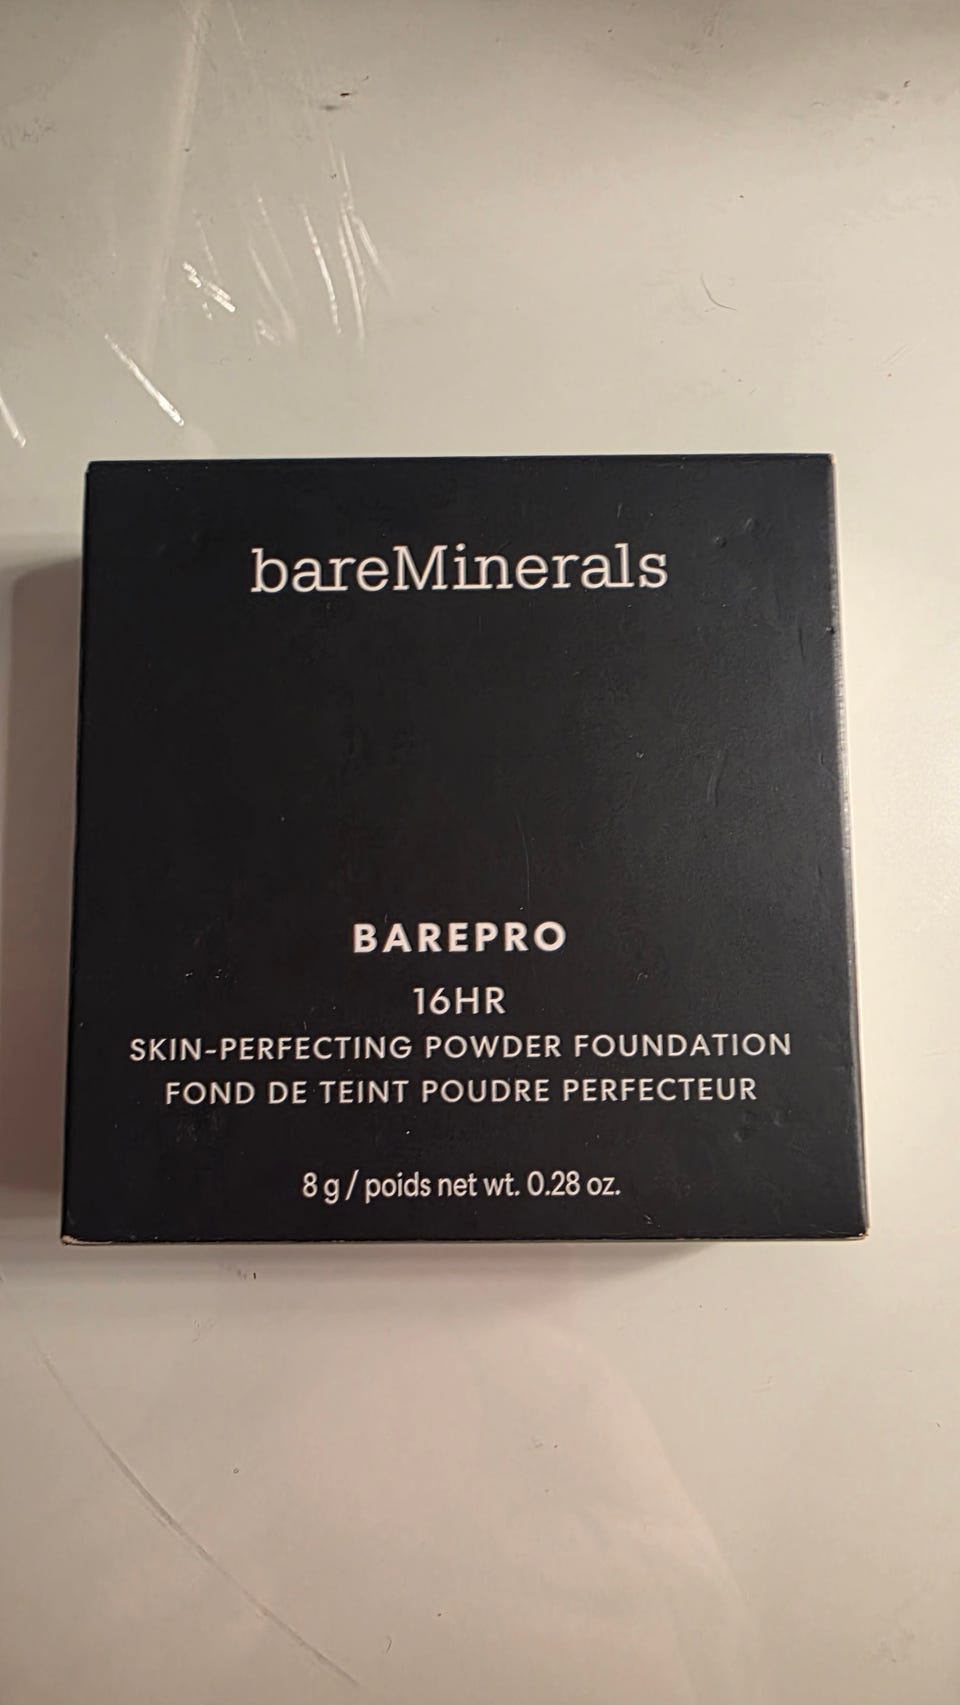 bareMinerals
BAREPRO
16HR
SKIN-PERFECTING POWDER FOUNDATION
FOND DE TEINT POUDRE PERFECTEUR
8 g / poids net wt. 0.28 oz.